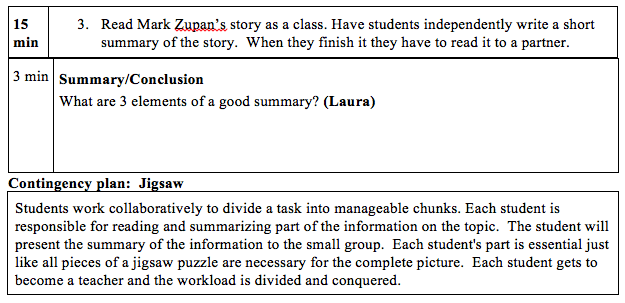 15 min
3. Read Mark Zupan's story as a class. Have students independently write a short
summary of the story. When they finish it they have to read it to a partner.
3 min
Summary/Conclusion
What are 3 elements of a good summary? (Laura)
Contingency plan: Jigsaw
Students work collaboratively to divide a task into manageable chunks. Each student is
responsible for reading and summarizing part of the information on the topic. The student will
present the summary of the information to the small group. Each student's part is essential just
like all pieces of a jigsaw puzzle are necessary for the complete picture. Each student gets to
become a teacher and the workload is divided and conquered.